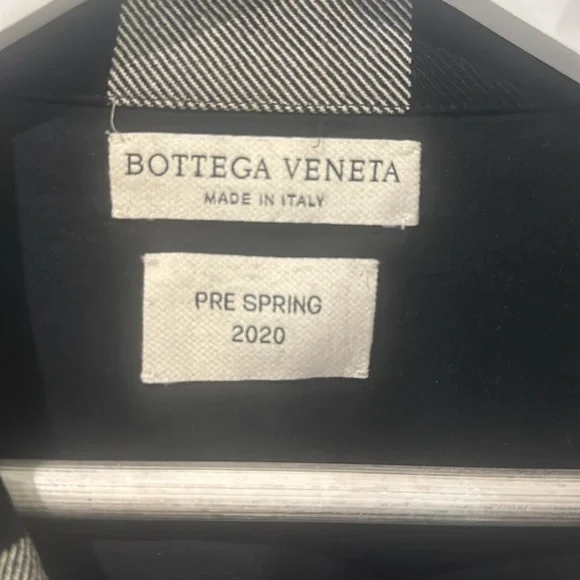 BOTTEGA VENETA
MADE IN ITALY
PRE SPRING
2020